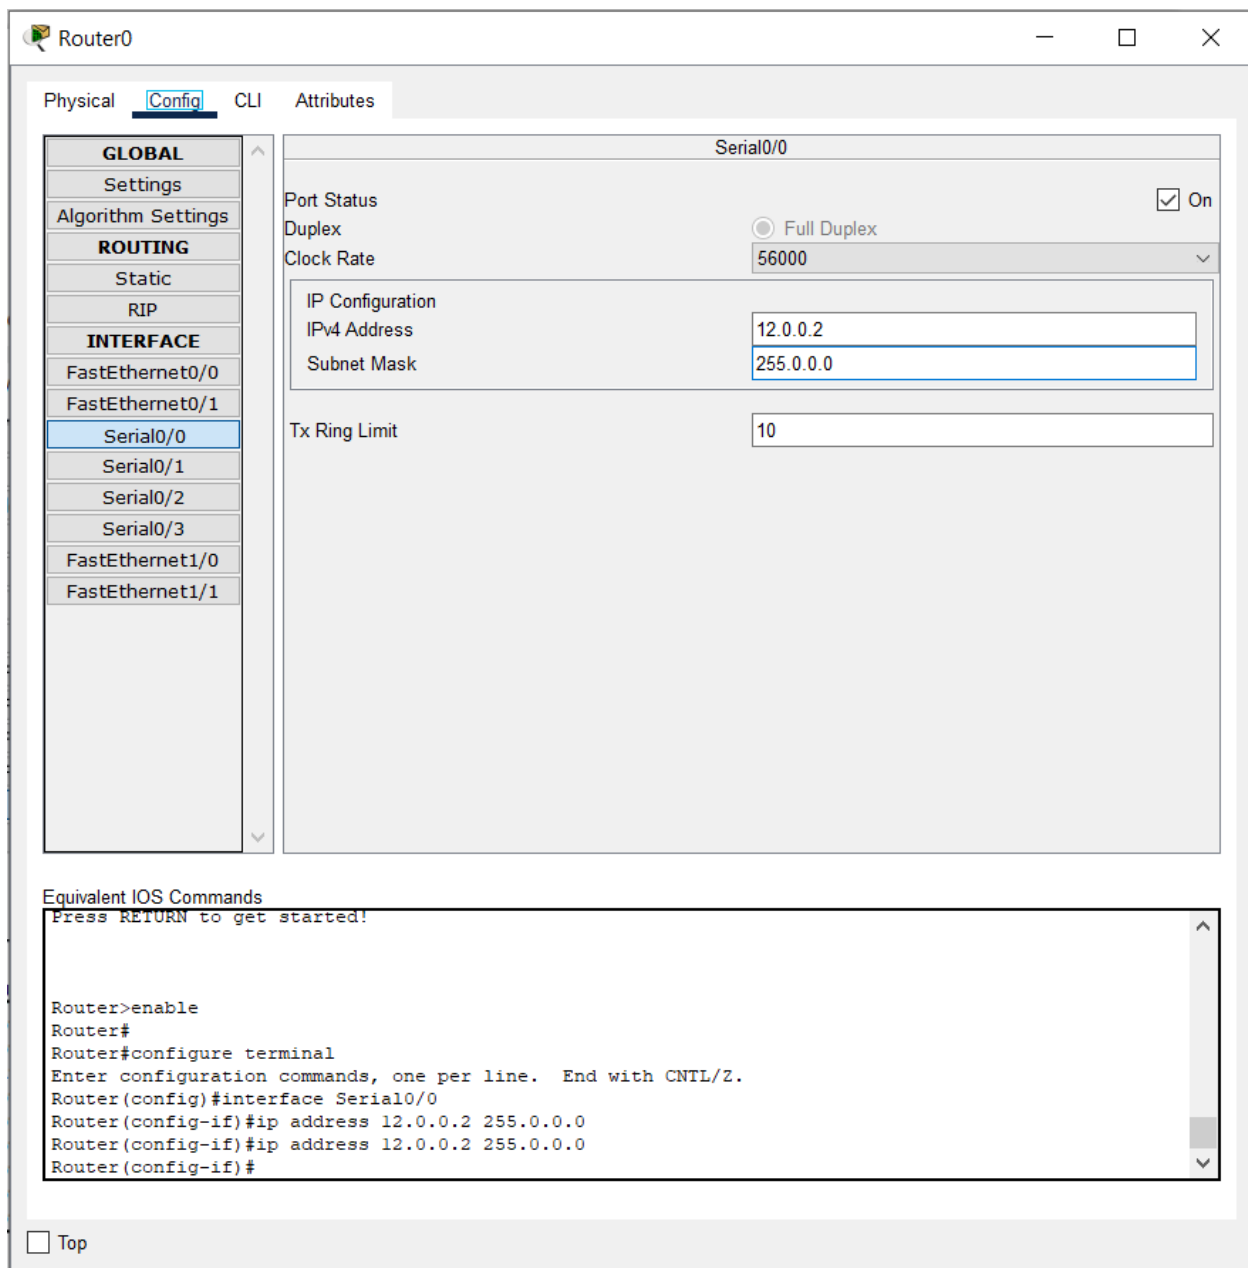 Router0
Physical Config CLI Attributes
GLOBAL
Settings
Algorithm Settings
ROUTING
Static
RIP
INTERFACE
FastEthernet0/0
FastEthernet0/1
Serial0/0
Serial0/1
Serial0/2
Serial0/3
FastEthernet1/0
FastEthernet1/1
Serial0/0
Port Status On
Duplex Full Duplex
Clock Rate 56000
IP Configuration
IPv4 Address 12.0.0.2
Subnet Mask 255.0.0.0
Tx Ring Limit 10
Equivalent IOS Commands
Press RETURN to get started!
Router>enable
Router#
Router#configure terminal
Enter configuration commands, one per line.  End with CNTL/Z.
Router(config)#interface Serial0/0
Router(config-if)#ip address 12.0.0.2 255.0.0.0
Router(config-if)#ip address 12.0.0.2 255.0.0.0
Router(config-if)#
Top